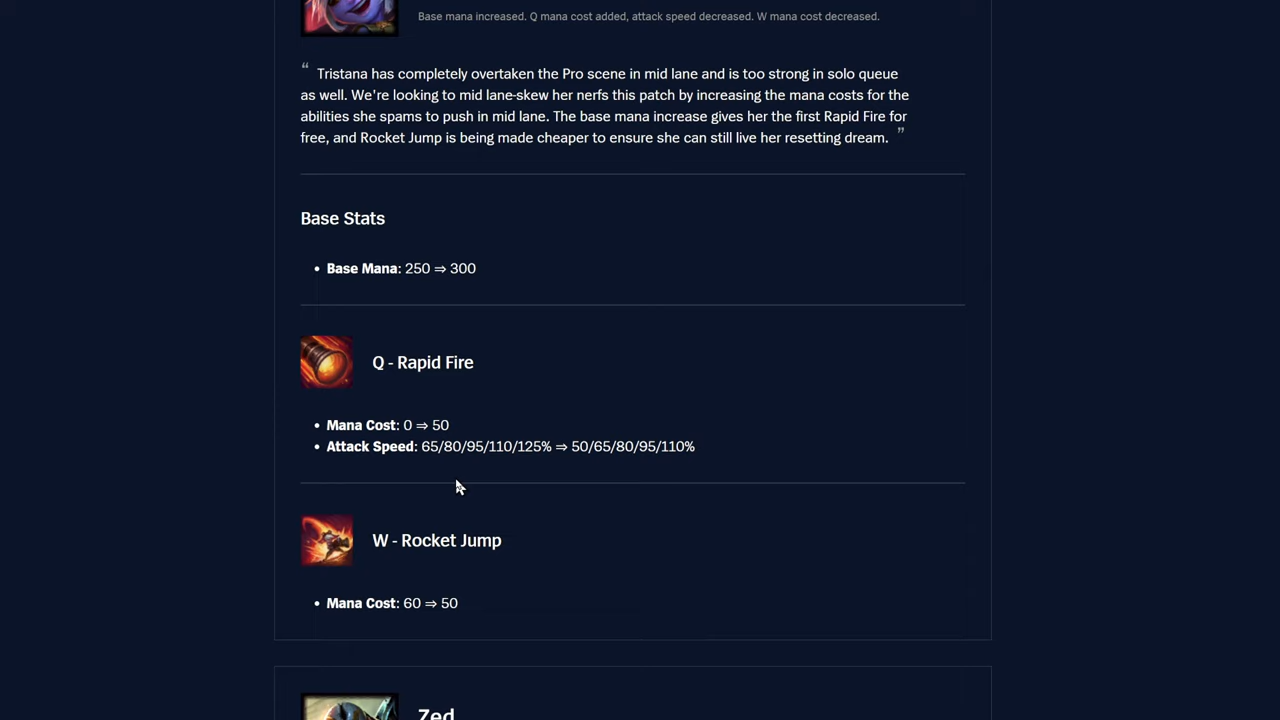 Base mana increased. Q mana cost added, attack speed decreased. W mana cost decreased.
“ Tristana has completely overtaken the Pro scene in mid lane and is too strong in solo queue
as well. We're looking to mid lane-skew her nerfs this patch by increasing the mana costs for the
abilities she spams to push in mid lane. The base mana increase gives her the first Rapid Fire for
free, and Rocket Jump is being made cheaper to ensure she can still live her resetting dream. ”
Base Stats
• Base Mana: 250 ⇒ 300
Q - Rapid Fire
• Mana Cost: 0 ⇒ 50
• Attack Speed: 65/80/95/110/125% ⇒ 50/65/80/95/110%
W - Rocket Jump
• Mana Cost: 60 ⇒ 50
Zed